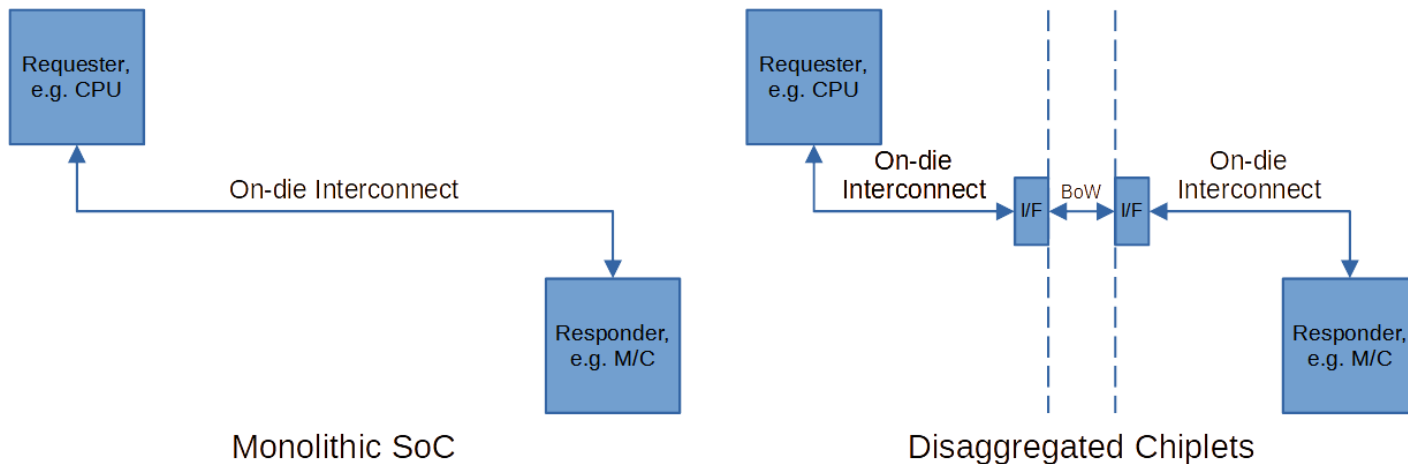 Requester,
e.g. CPU
On-die Interconnect
Responder,
e.g. M/C
Monolithic SoC
Requester,
e.g. CPU
On-die
Interconnect
I/F
BoW
I/F
On-die
Interconnect
Responder,
e.g. M/C
Disaggregated Chiplets